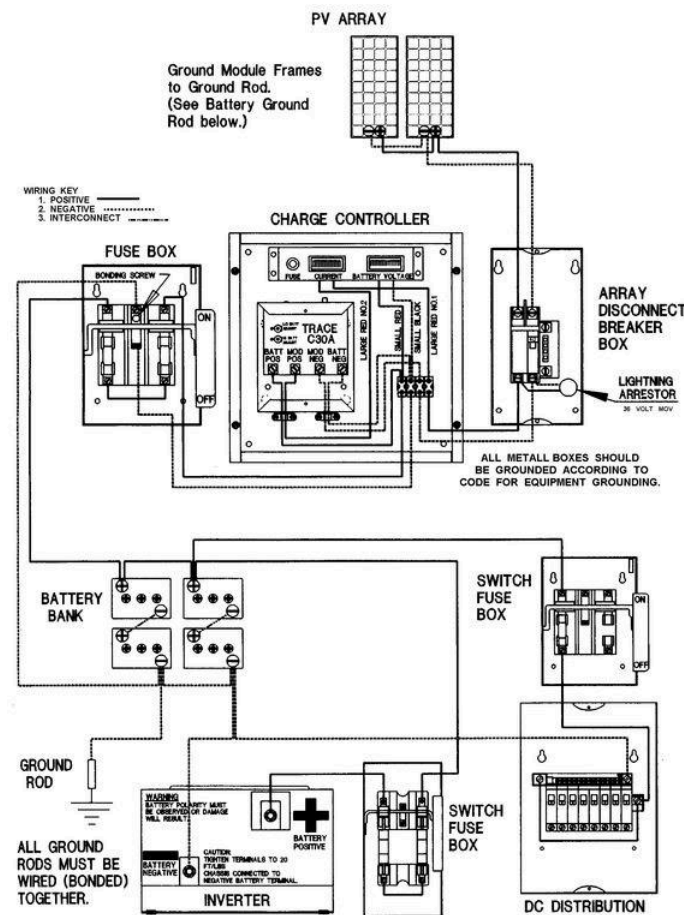 PV ARRAY
Ground Module Frames
to Ground Rod.
(See Battery Ground
Rod below.)
WIRING KEY
1. POSITIVE
2. NEGATIVE
3. INTERCONNECT
CHARGE CONTROLLER
FUSE BOX
BONDING SCREW
ON
OFF
FUSE CURRENT BATTERY VOLTAGE
LARGE RED NO.2
SMALL RED
SMALL BLACK
LARGE RED NO.1
TRACE
C30A
BATT MOD MOD BATT
POS POS NEG NEG
ARRAY
DISCONNECT
BREAKER
BOX
LIGHTNING
ARRESTOR
36 VOLT MOV
ALL METALL BOXES SHOULD
BE GROUNDED ACCORDING TO
CODE FOR EQUIPMENT GROUNDING.
BATTERY
BANK
SWITCH
FUSE
BOX
ON
OFF
GROUND
ROD
ALL GROUND
RODS MUST BE
WIRED (BONDED)
TOGETHER.
WARNING
BATTERY POLARITY MUST
BE OBSERVED OR DAMAGE
WILL RESULT.
BATTERY
POSITIVE
BATTERY
NEGATIVE
CAUTION:
TIGHTEN TERMINALS TO 20
FT/LBS
CHASSIS CONNECTED TO
NEGATIVE BATTERY TERMINAL.
INVERTER
SWITCH
FUSE
BOX
DC DISTRIBUTION